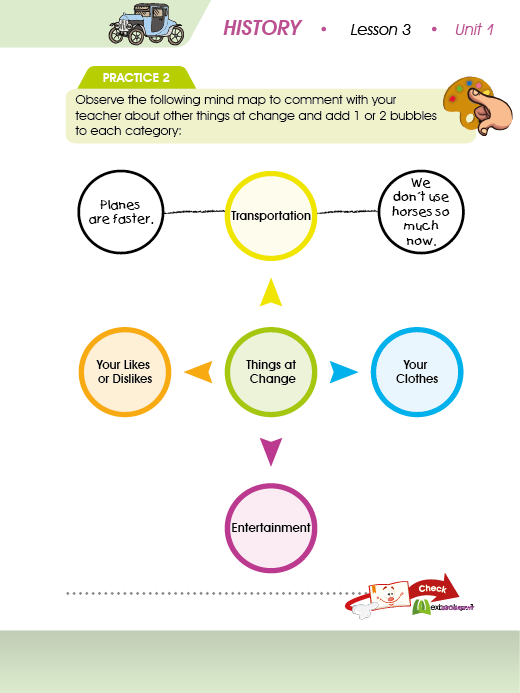 HISTORY • Lesson 3 • Unit 1
PRACTICE 2
Observe the following mind map to comment with your
teacher about other things at change and add 1 or 2 bubbles
to each category:
Planes
are faster.
Transportation
We
don't use
horses so
much
now.
Your Likes
or Dislikes
Things at
Change
Your
Clothes
Entertainment
Check